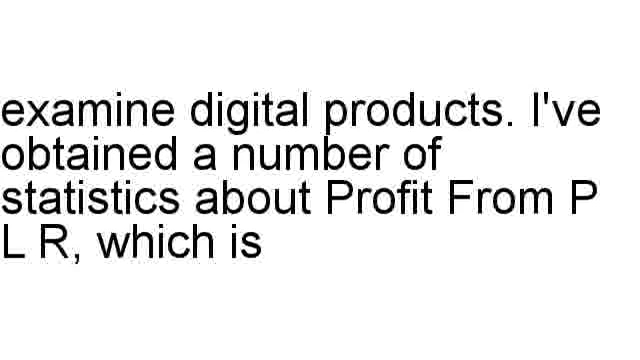 examine digital products. I've
obtained a number of
statistics about Profit From P
L R, which is